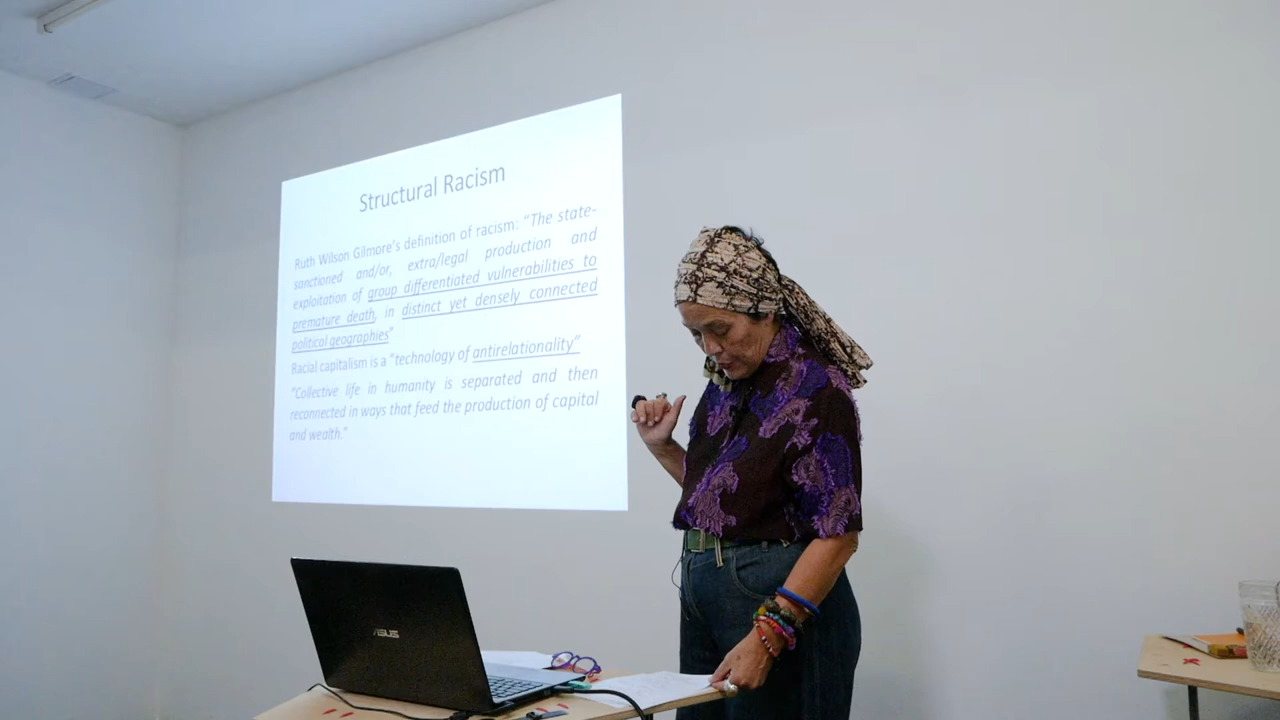 Structural Racism
Ruth Wilson Gilmore's definition of racism: "The state-
sanctioned and/or, extra/legal production and
exploitation of group differentiated vulnerabilities to
premature death, in distinct yet densely connected
political geographies"
Racial capitalism is a "technology of antirelationality"
"Collective life in humanity is separated and then
reconnected in ways that feed the production of capital
and wealth."
ASUS